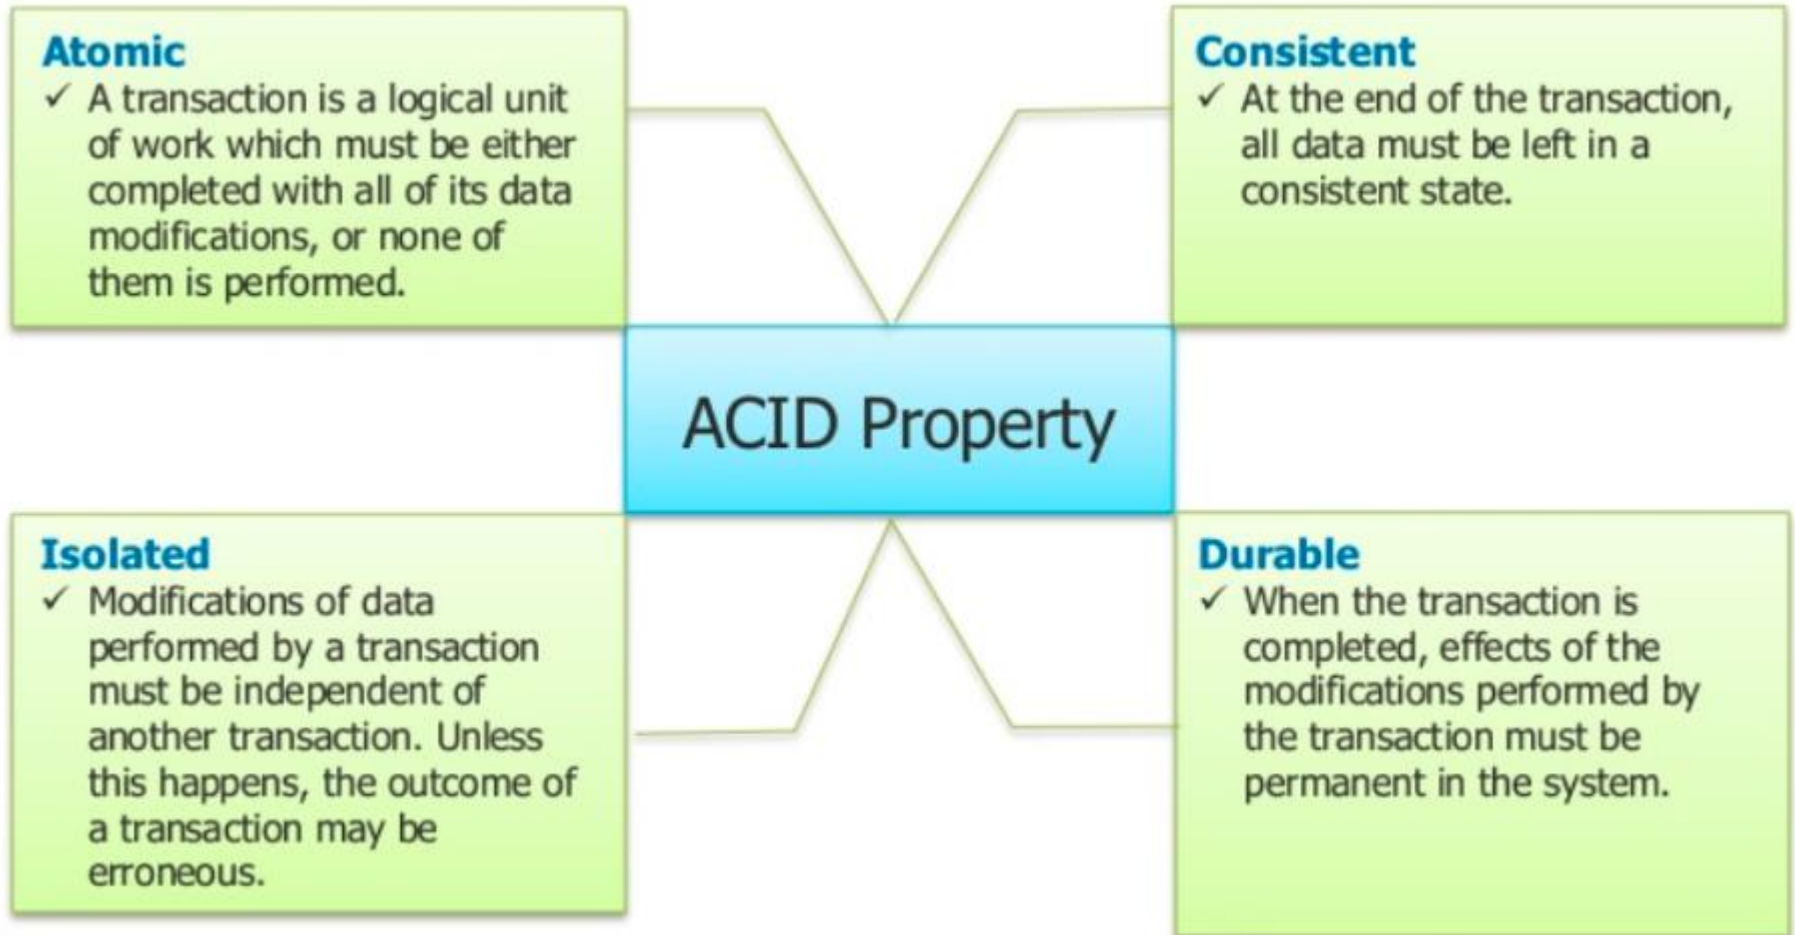 Atomic
✓ A transaction is a logical unit
of work which must be either
completed with all of its data
modifications, or none of
them is performed.
Consistent
✓ At the end of the transaction,
all data must be left in a
consistent state.
ACID Property
Isolated
✓ Modifications of data
performed by a transaction
must be independent of
another transaction. Unless
this happens, the outcome of
a transaction may be
erroneous.
Durable
✓ When the transaction is
completed, effects of the
modifications performed by
the transaction must be
permanent in the system.